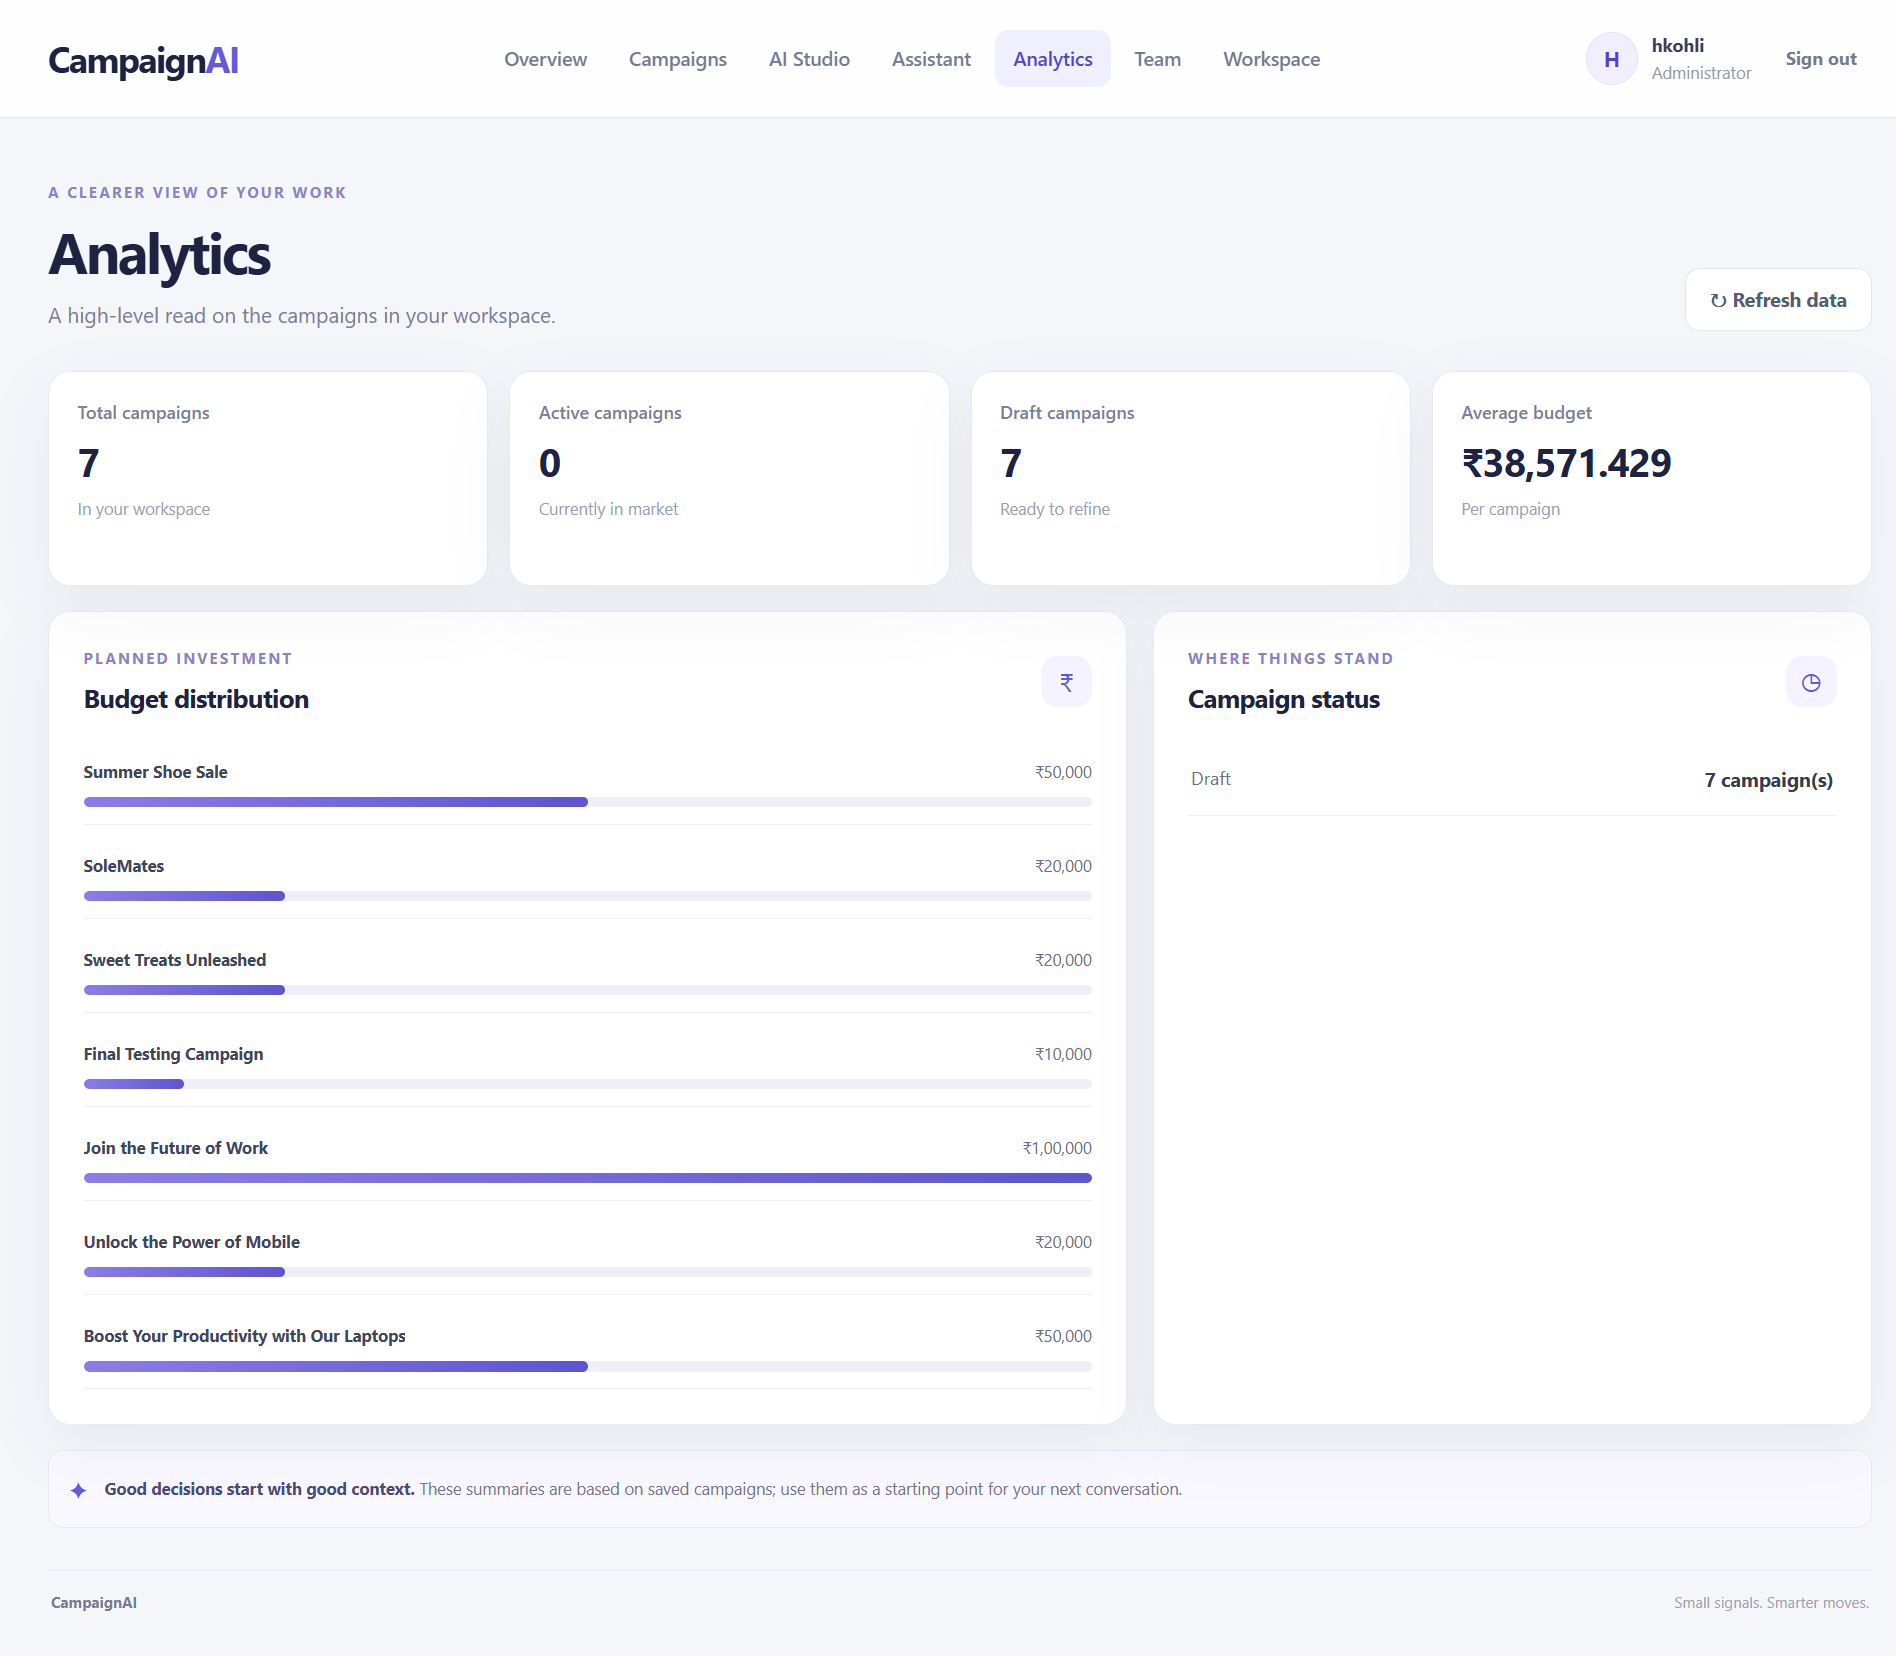 CampaignAI
Overview
Campaigns
AI Studio
Assistant
Analytics
Team
Workspace
H
hkohli
Administrator
Sign out
A CLEARER VIEW OF YOUR WORK
Analytics
A high-level read on the campaigns in your workspace.
↻ Refresh data
Total campaigns
7
In your workspace
Active campaigns
0
Currently in market
Draft campaigns
7
Ready to refine
Average budget
₹38,571.429
Per campaign
PLANNED INVESTMENT
Budget distribution
₹
Summer Shoe Sale ₹50,000
SoleMates ₹20,000
Sweet Treats Unleashed ₹20,000
Final Testing Campaign ₹10,000
Join the Future of Work ₹1,00,000
Unlock the Power of Mobile ₹20,000
Boost Your Productivity with Our Laptops ₹50,000
WHERE THINGS STAND
Campaign status
Draft 7 campaign(s)
Good decisions start with good context. These summaries are based on saved campaigns; use them as a starting point for your next conversation.
CampaignAI
Small signals. Smarter moves.